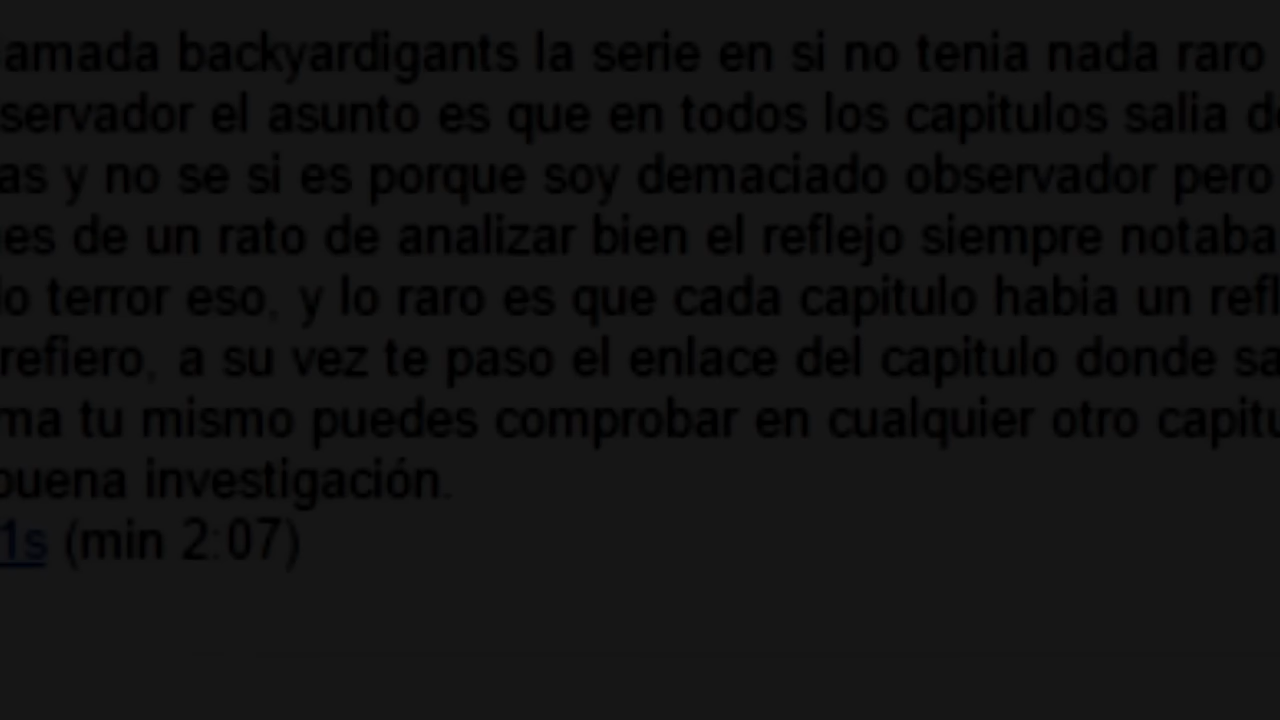 lamada backyardigants la serie en si no tenia nada raro
servador el asunto es que en todos los capitulos salia
as y no se si es porque soy demaciado observador pero
es de un rato de analizar bien el reflejo siempre notaba
io terror eso, y lo raro es que cada capitulo habia un refl
refiero, a su vez te paso el enlace del capitulo donde sa
ma tu mismo puedes comprobar en cualquier otro capitu
buena investigación.
1s (min 2:07)